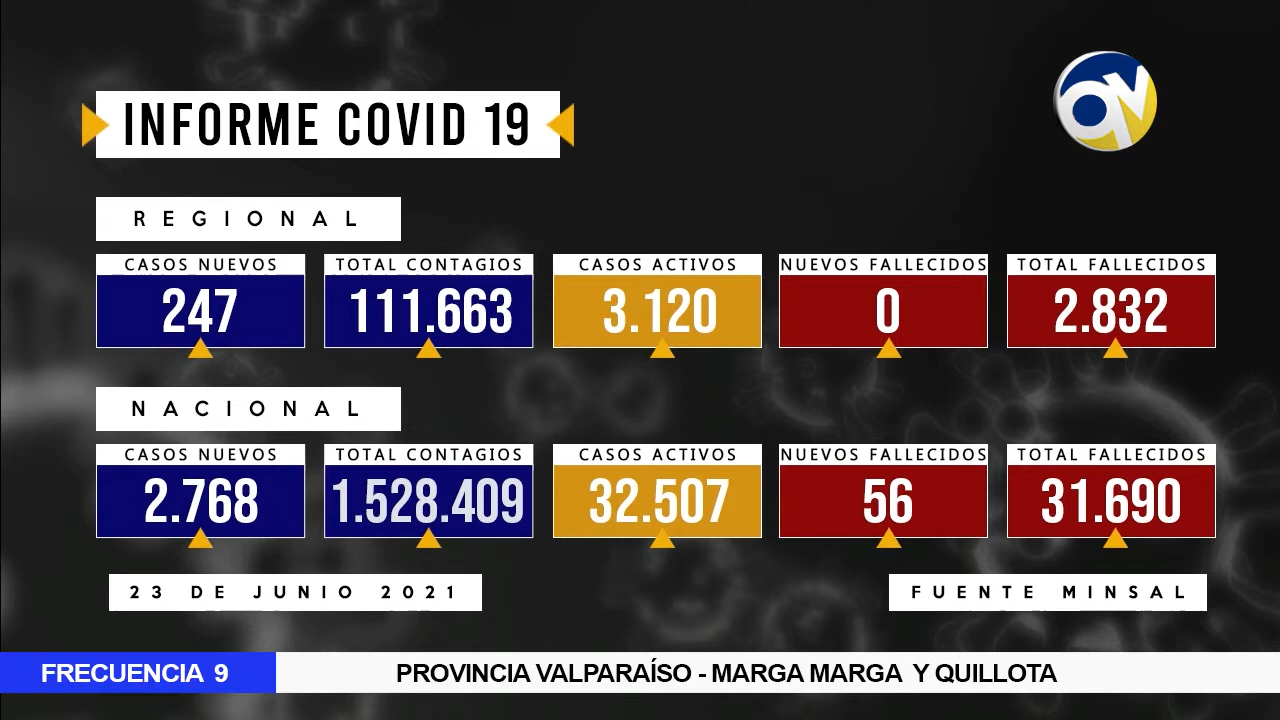 INFORME COVID 19
REGIONAL
CASOS NUEVOS TOTAL CONTAGIOS CASOS ACTIVOS NUEVOS FALLECIDOS TOTAL FALLECIDOS
247 111.663 3.120 0 2.832
NACIONAL
CASOS NUEVOS TOTAL CONTAGIOS CASOS ACTIVOS NUEVOS FALLECIDOS TOTAL FALLECIDOS
2.768 1.528.409 32.507 56 31.690
23 DE JUNIO 2021 FUENTE MINSAL
FRECUENCIA 9 PROVINCIA VALPARAÍSO - MARGA MARGA Y QUILLOTA